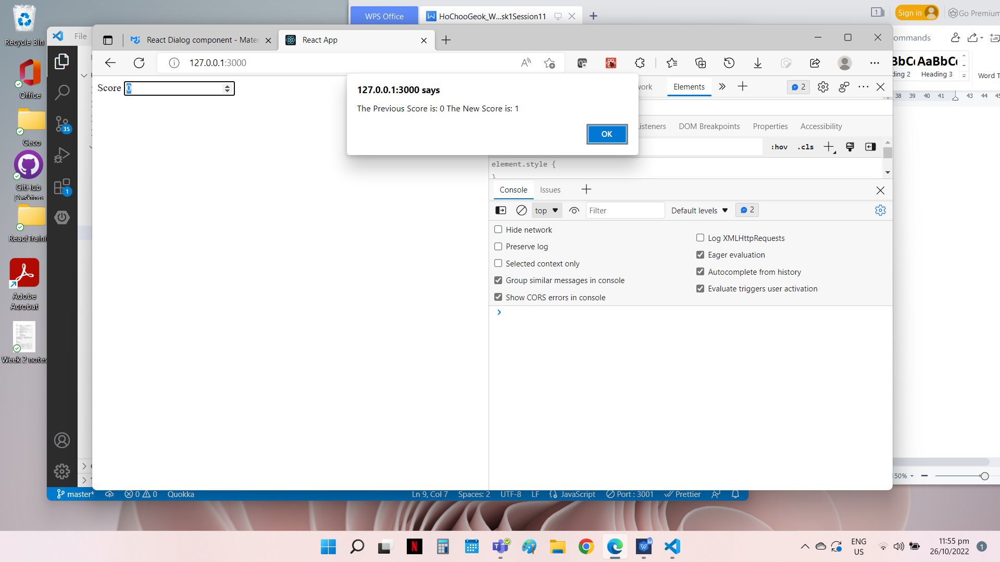 WPS Office
HoChooGeok_W...sk1Session11
1
Sign in
Go Premium
Recycle Bin
File
React Dialog component - Mater
React App
ommands
127.0.0.1:3000
Heading 3
AaBbC
Word T
Score 0
127.0.0.1:3000 says
The Previous Score is: 0 The New Score is: 1
OK
work
Elements
2
38 39 40 41 43 44 45
Listeners
DOM Breakpoints
Properties
Accessibility
:hov
.cls
element.style {
}
Office
Geco
35
GitHub
Desktop
1
ReactTraini
Adobe
Acrobat
Week 2 notes
Console
Issues
top
Filter
Default levels
2
Hide network
Preserve log
Selected context only
Group similar messages in console
Show CORS errors in console
Log XMLHttpRequests
Eager evaluation
Autocomplete from history
Evaluate triggers user activation
50%
master*
0
0
Quokka
Ln 9, Col 7
Spaces: 2
UTF-8
LF
JavaScript
Port : 3001
Prettier
ENG
US
11:55 pm
26/10/2022
1